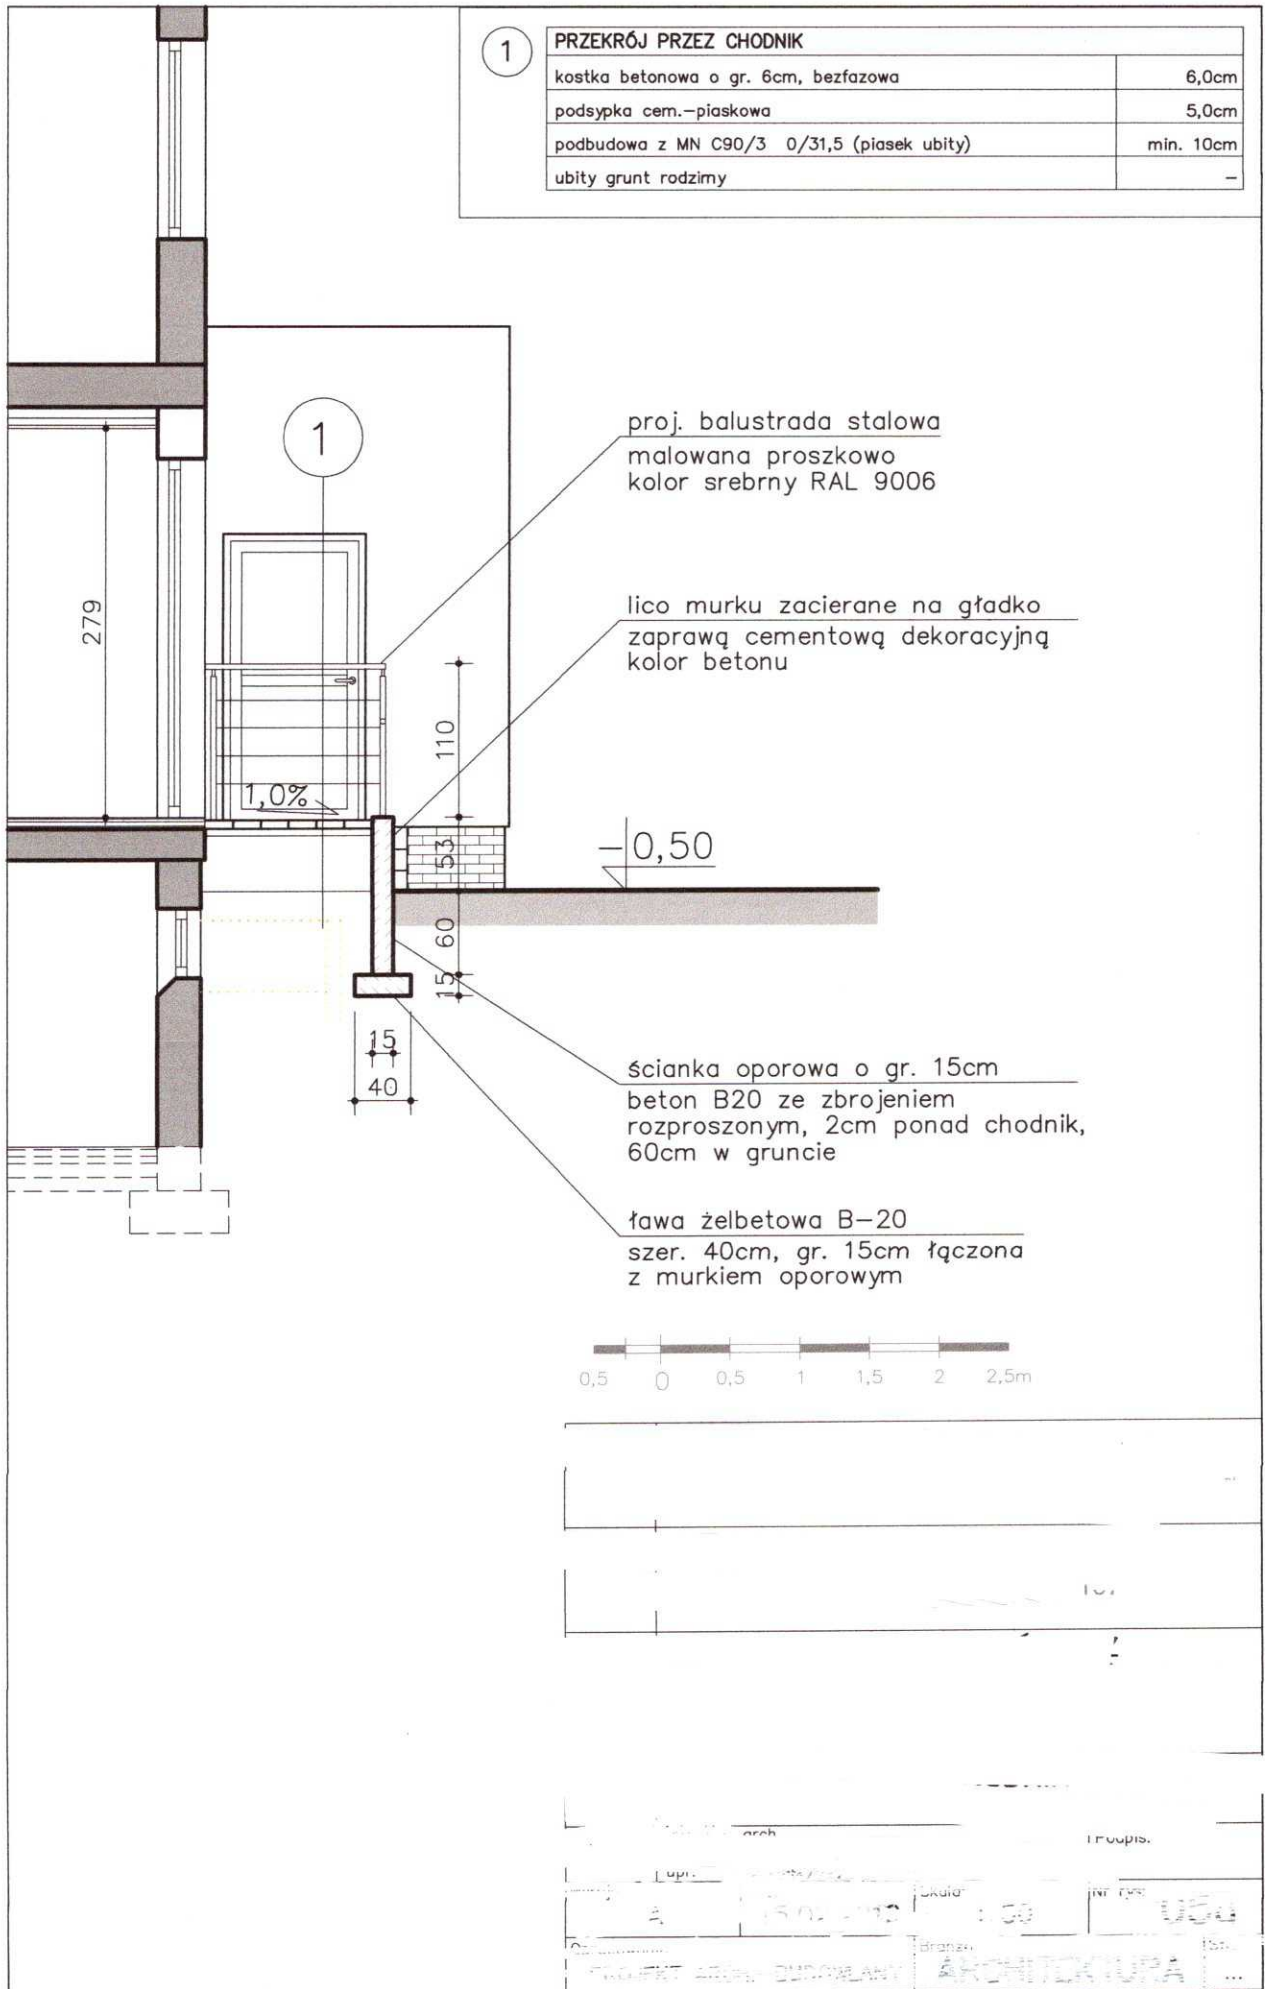 1
PRZEKRÓJ PRZEZ CHODNIK
kostka betonowa o gr. 6cm, bezfazowa 6,0cm
podsypka cem.-piaskowa 5,0cm
podbudowa z MN C90/3 0/31,5 (piasek ubity) min. 10cm
ubity grunt rodzimy -
1
proj. balustrada stalowa
malowana proszkowo
kolor srebrny RAL 9006
279
lico murku zacierane na gładko
zaprawą cementową dekoracyjną
kolor betonu
110
1,0%
53
-0,50
60
15
15
40
ścianka oporowa o gr. 15cm
beton B20 ze zbrojeniem
rozproszonym, 2cm ponad chodnik,
60cm w gruncie
ława żelbetowa B-20
szer. 40cm, gr. 15cm łączona
z murkiem oporowym
0,5 0 0,5 1 1,5 2 2,5m
arch
Podpis:
upr.
Skala
Nr rys
A
Branża
ARCHITEKTURA